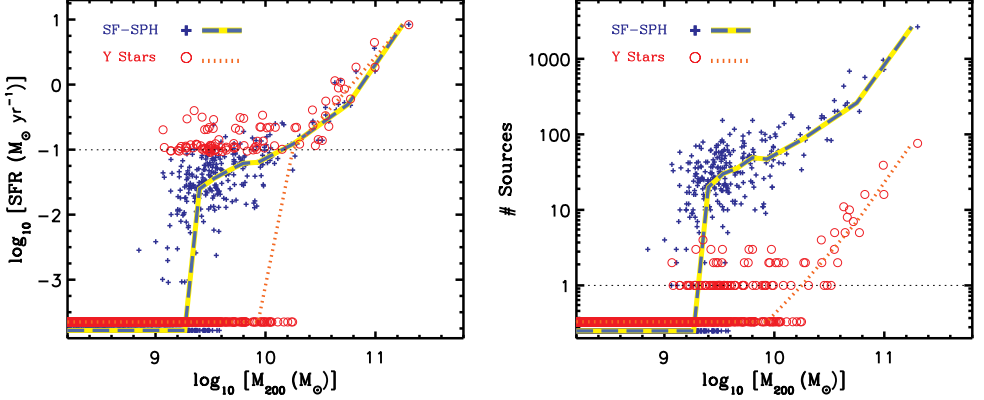 SF-SPH
Y Stars
1
0
−1
−2
−3
log10 [SFR (M⊙ yr−1)]
9
10
11
log10 [M200 (M⊙)]
SF-SPH
Y Stars
1000
100
10
1
# Sources
9
10
11
log10 [M200 (M⊙)]